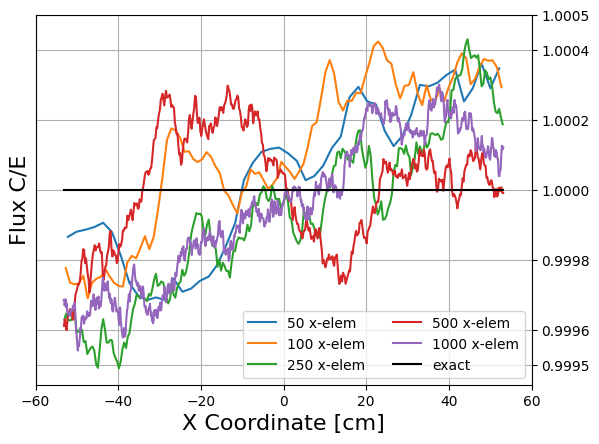 1.0005
1.0004
1.0002
1.0000
0.9998
0.9996
0.9995
Flux C/E
50 x-elem
100 x-elem
250 x-elem
500 x-elem
1000 x-elem
exact
−60 −40 −20 0 20 40 60
X Coordinate [cm]